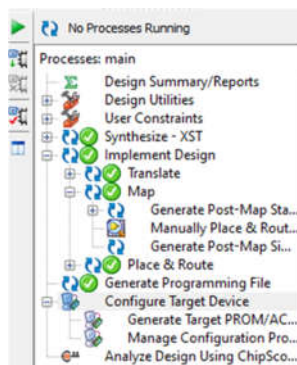 No Processes Running
Processes: main
Design Summary/Reports
Design Utilities
User Constraints
Synthesize - XST
Implement Design
Translate
Map
Generate Post-Map Sta...
Manually Place & Rout...
Generate Post-Map Si...
Place & Route
Generate Programming File
Configure Target Device
Generate Target PROM/AC...
Manage Configuration Pro...
Analyze Design Using ChipSco...